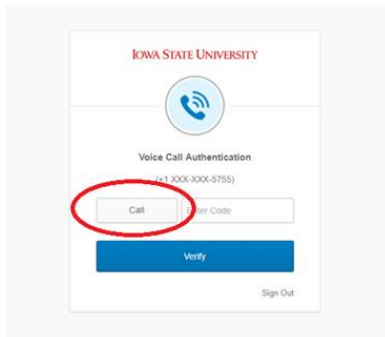 IOWA STATE UNIVERSITY
Voice Call Authentication
(+1 XXX-XXX-5755)
Call Enter Code
Verify
Sign Out